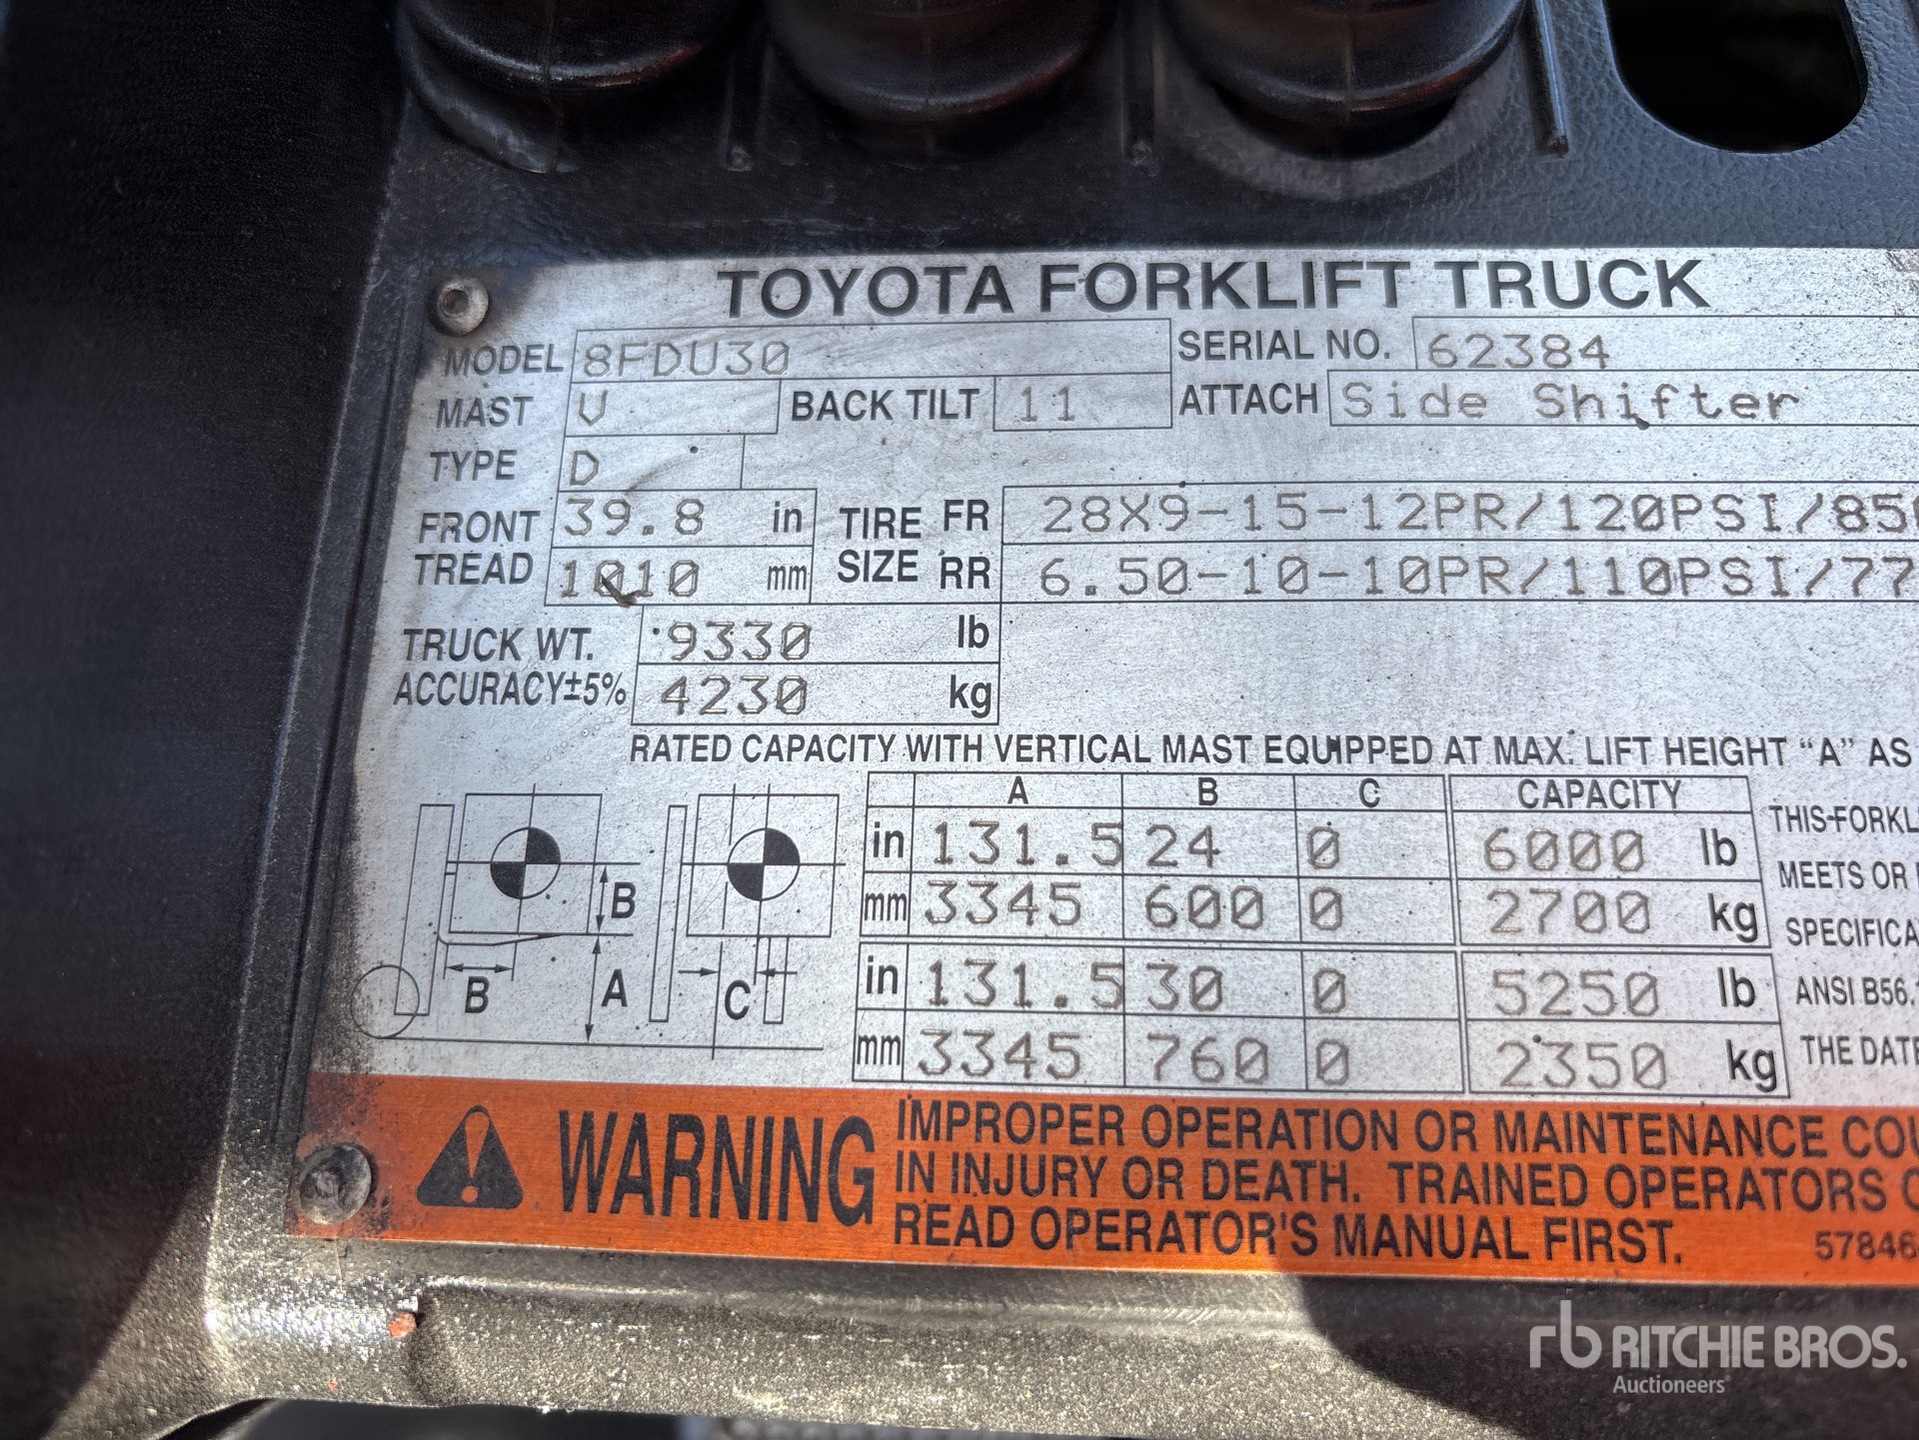 TOYOTA FORKLIFT TRUCK
MODEL 8FDU30 SERIAL NO. 62384
MAST V BACK TILT 11 ATTACH Side Shifter
TYPE D
FRONT TREAD 39.8 in TIRE SIZE FR 28X9-15-12PR/120PSI/85
1010 mm RR 6.50-10-10PR/110PSI/77
TRUCK WT. 9330 lb
ACCURACY±5% 4230 kg
RATED CAPACITY WITH VERTICAL MAST EQUIPPED AT MAX. LIFT HEIGHT "A" AS
A B C CAPACITY
in 131.5 24 0 6000 lb
mm 3345 600 0 2700 kg
in 131.5 30 0 5250 lb
mm 3345 760 0 2350 kg
B
B A C
THIS FORKL
MEETS OR
SPECIFICA
ANSI B56.
THE DATE
WARNING
IMPROPER OPERATION OR MAINTENANCE COU
IN INJURY OR DEATH. TRAINED OPERATORS
READ OPERATOR'S MANUAL FIRST.
57846
rb RITCHIE BROS.
Auctioneers